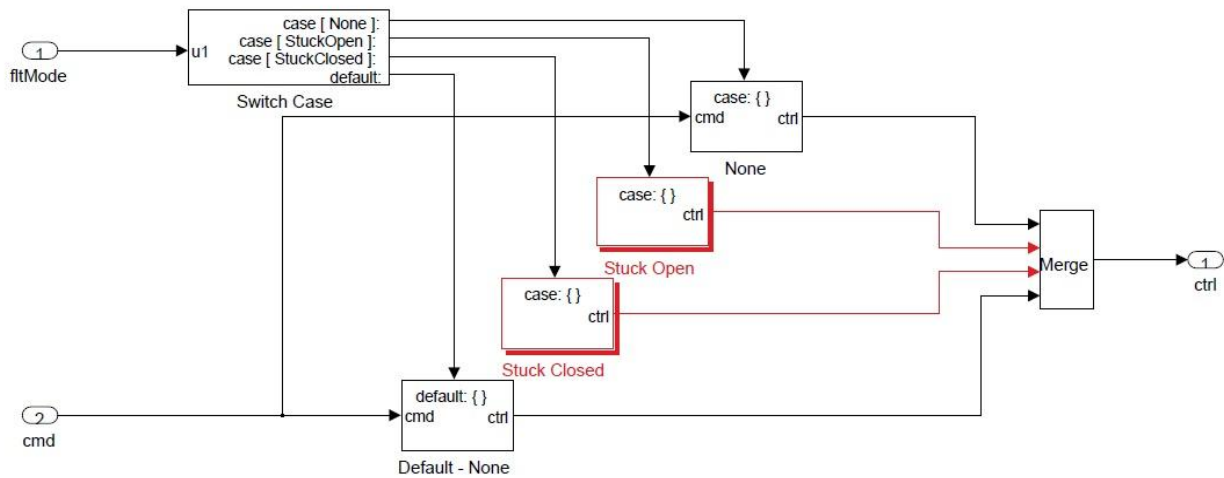 1
fltMode
u1
case [ None ]:
case [ StuckOpen ]:
case [ StuckClosed ]:
default:
Switch Case
case: { }
cmd
ctrl
None
case: { }
ctrl
Stuck Open
case: { }
ctrl
Stuck Closed
Merge
1
ctrl
2
cmd
default: { }
cmd
ctrl
Default - None